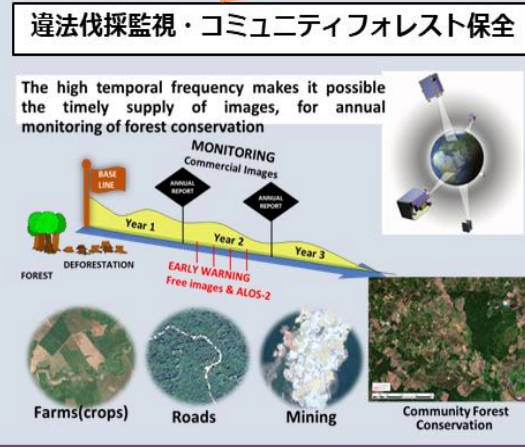 違法伐採監視・コミュニティフォレスト保全
The high temporal frequency makes it possible
the timely supply of images, for annual
monitoring of forest conservation
MONITORING
Commercial Images
BASE
LINE
ANNUAL
REPORT
ANNUAL
REPORT
Year 1
Year 2
Year 3
DEFORESTATION
FOREST
EARLY WARNING
Free images & ALOS-2
Farms(crops)
Roads
Mining
Community Forest
Conservation